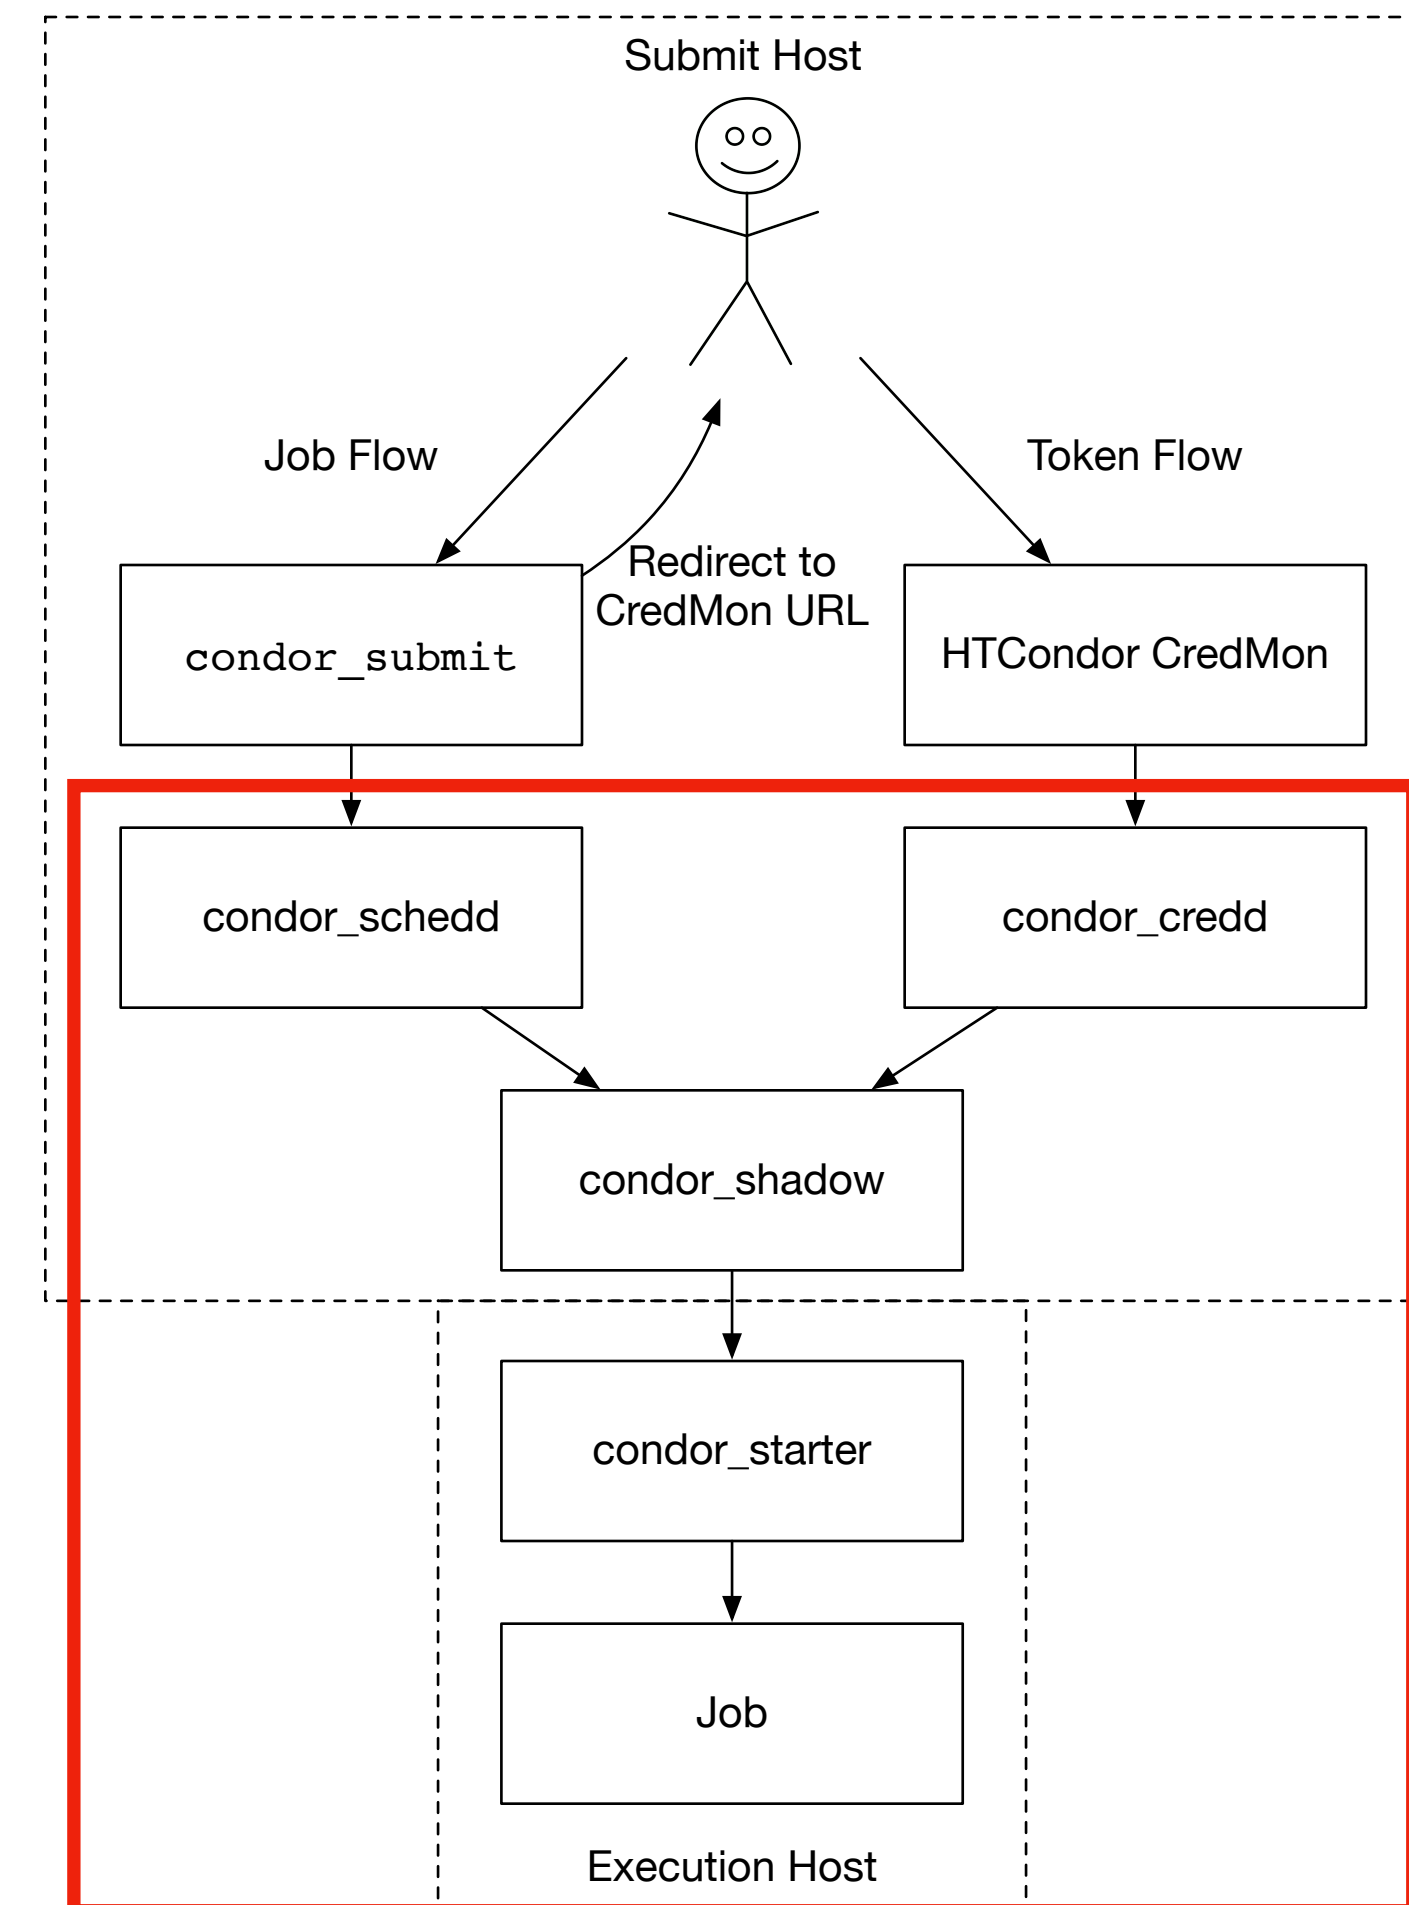 Submit Host
Job Flow
Token Flow
Redirect to
CredMon URL
condor_submit
HTCondor CredMon
condor_schedd
condor_credd
condor_shadow
condor_starter
Job
Execution Host